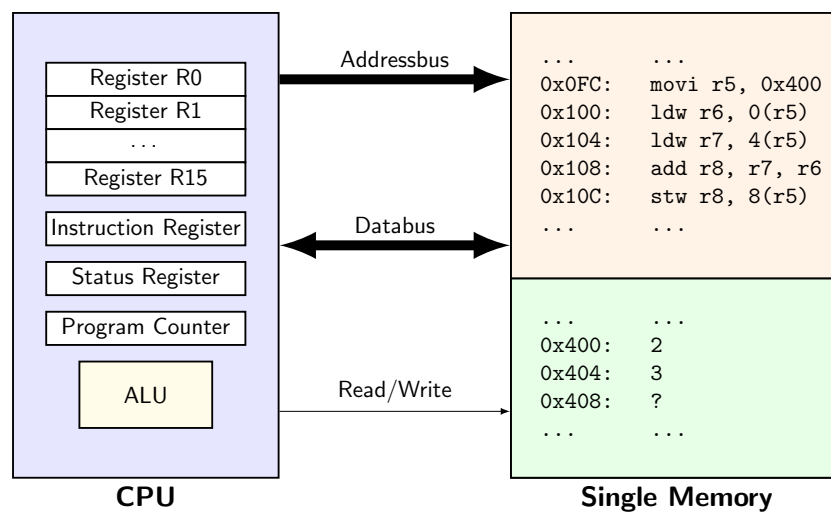 Register R0
Register R1
...
Register R15
Instruction Register
Status Register
Program Counter
ALU
CPU
Addressbus
Databus
Read/Write
... ...
0x0FC: movi r5, 0x400
0x100: ldw r6, 0(r5)
0x104: ldw r7, 4(r5)
0x108: add r8, r7, r6
0x10C: stw r8, 8(r5)
... ...
... ...
0x400: 2
0x404: 3
0x408: ?
... ...
Single Memory